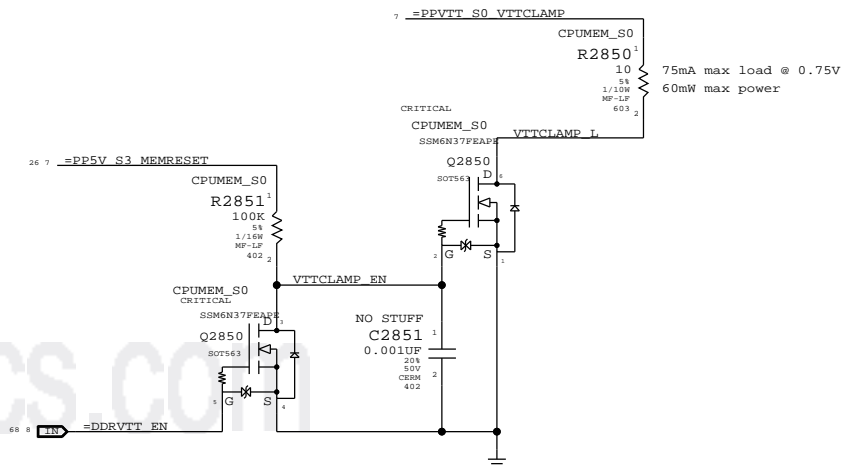 7 =PPVTT_S0_VTTCLAMP
CPUMEM_S0
R2850 1
10
5%
1/10W
MF-LF
603
2
75mA max load @ 0.75V
60mW max power
CRITICAL
CPUMEM_S0
SSM6N37FEAPE
VTTCLAMP_L
Q2850
SOT563
D 6
2 G S 1
26 7 =PP5V_S3_MEMRESET
CPUMEM_S0
R2851 1
100K
5%
1/16W
MF-LF
402
2
VTTCLAMP_EN
CPUMEM_S0
CRITICAL
SSM6N37FEAPE
D 3
Q2850
SOT563
5 G S 4
NO STUFF
C2851 1
0.001UF
20%
50V
CERM
402
2
cs.com
68 8 IN =DDRVTT_EN